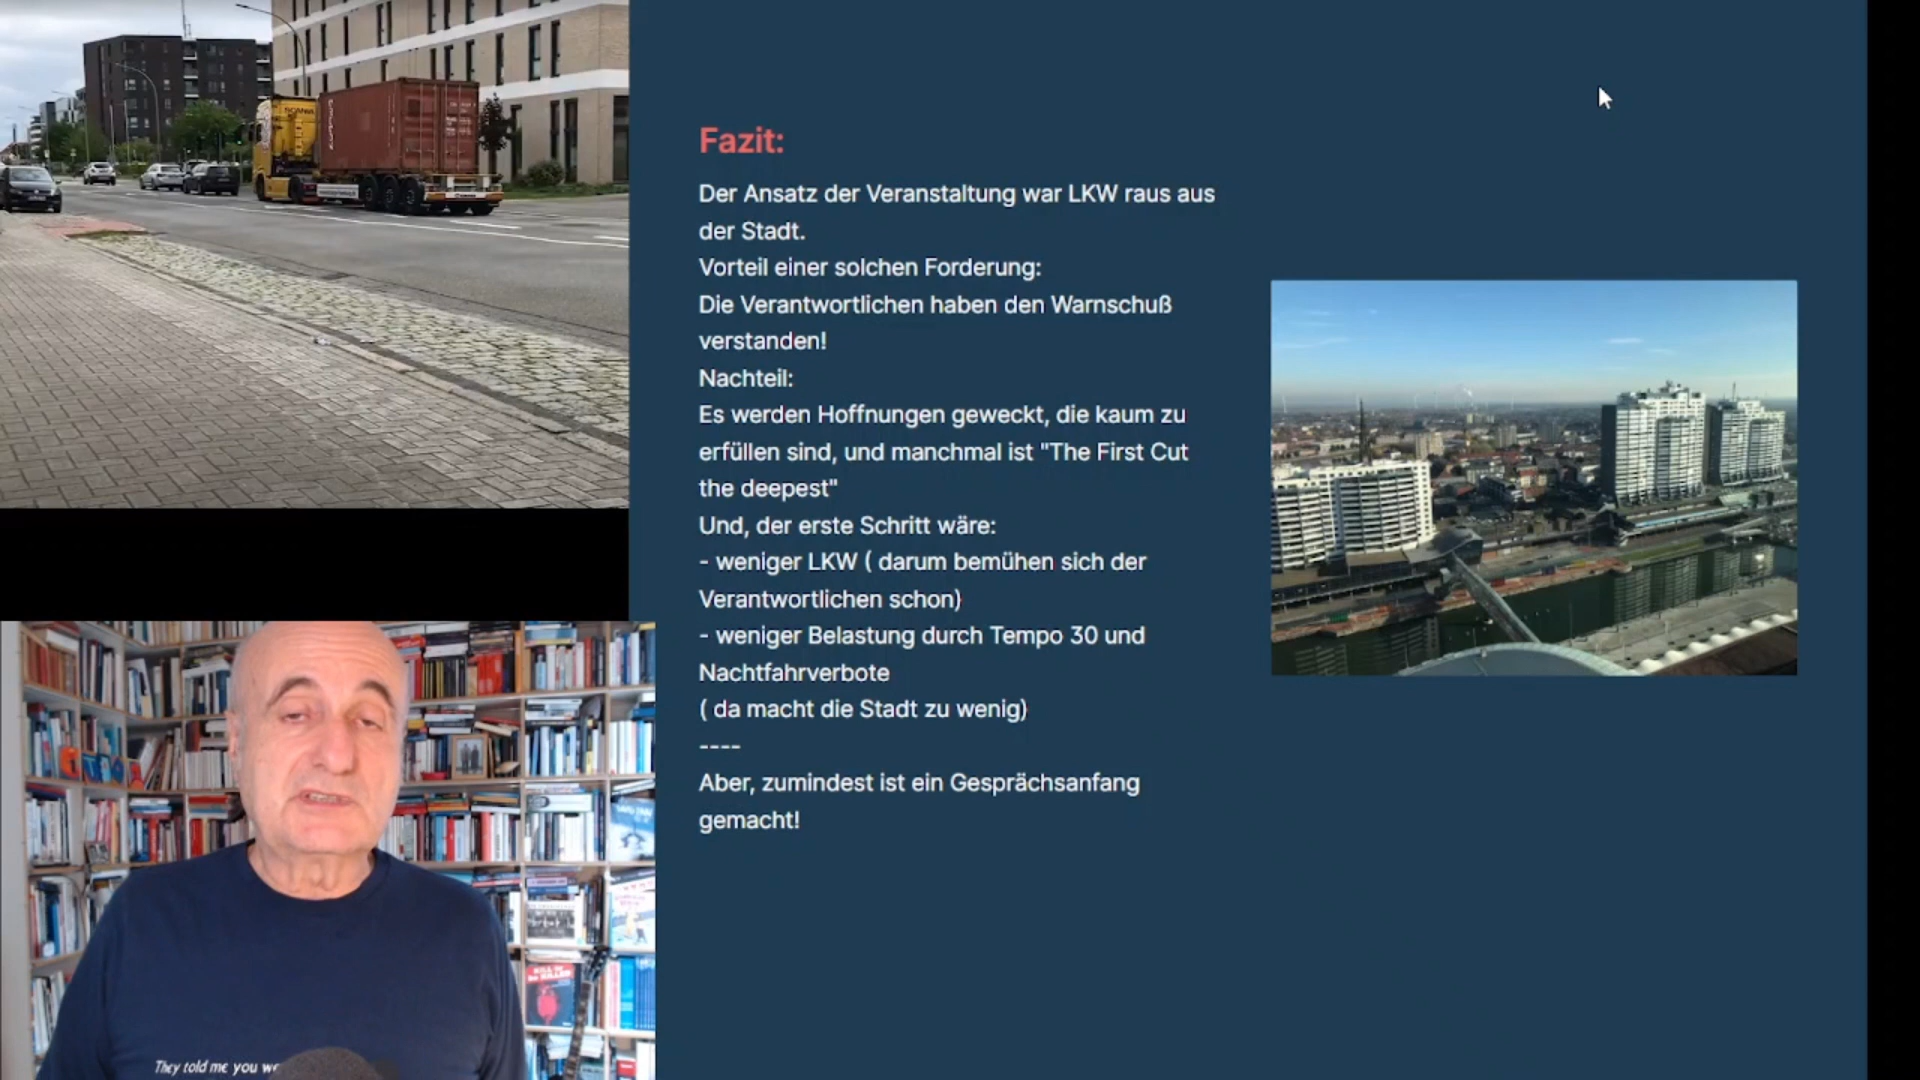 SCANIA
Fazit:
Der Ansatz der Veranstaltung war LKW raus aus
der Stadt.
Vorteil einer solchen Forderung:
Die Verantwortlichen haben den Warnschuß
verstanden!
Nachteil:
Es werden Hoffnungen geweckt, die kaum zu
erfüllen sind, und manchmal ist "The First Cut
the deepest"
Und, der erste Schritt wäre:
- weniger LKW ( darum bemühen sich der
Verantwortlichen schon)
- weniger Belastung durch Tempo 30 und
Nachtfahrverbote
( da macht die Stadt zu wenig)
----
Aber, zumindest ist ein Gesprächsanfang
gemacht!
They told me you we